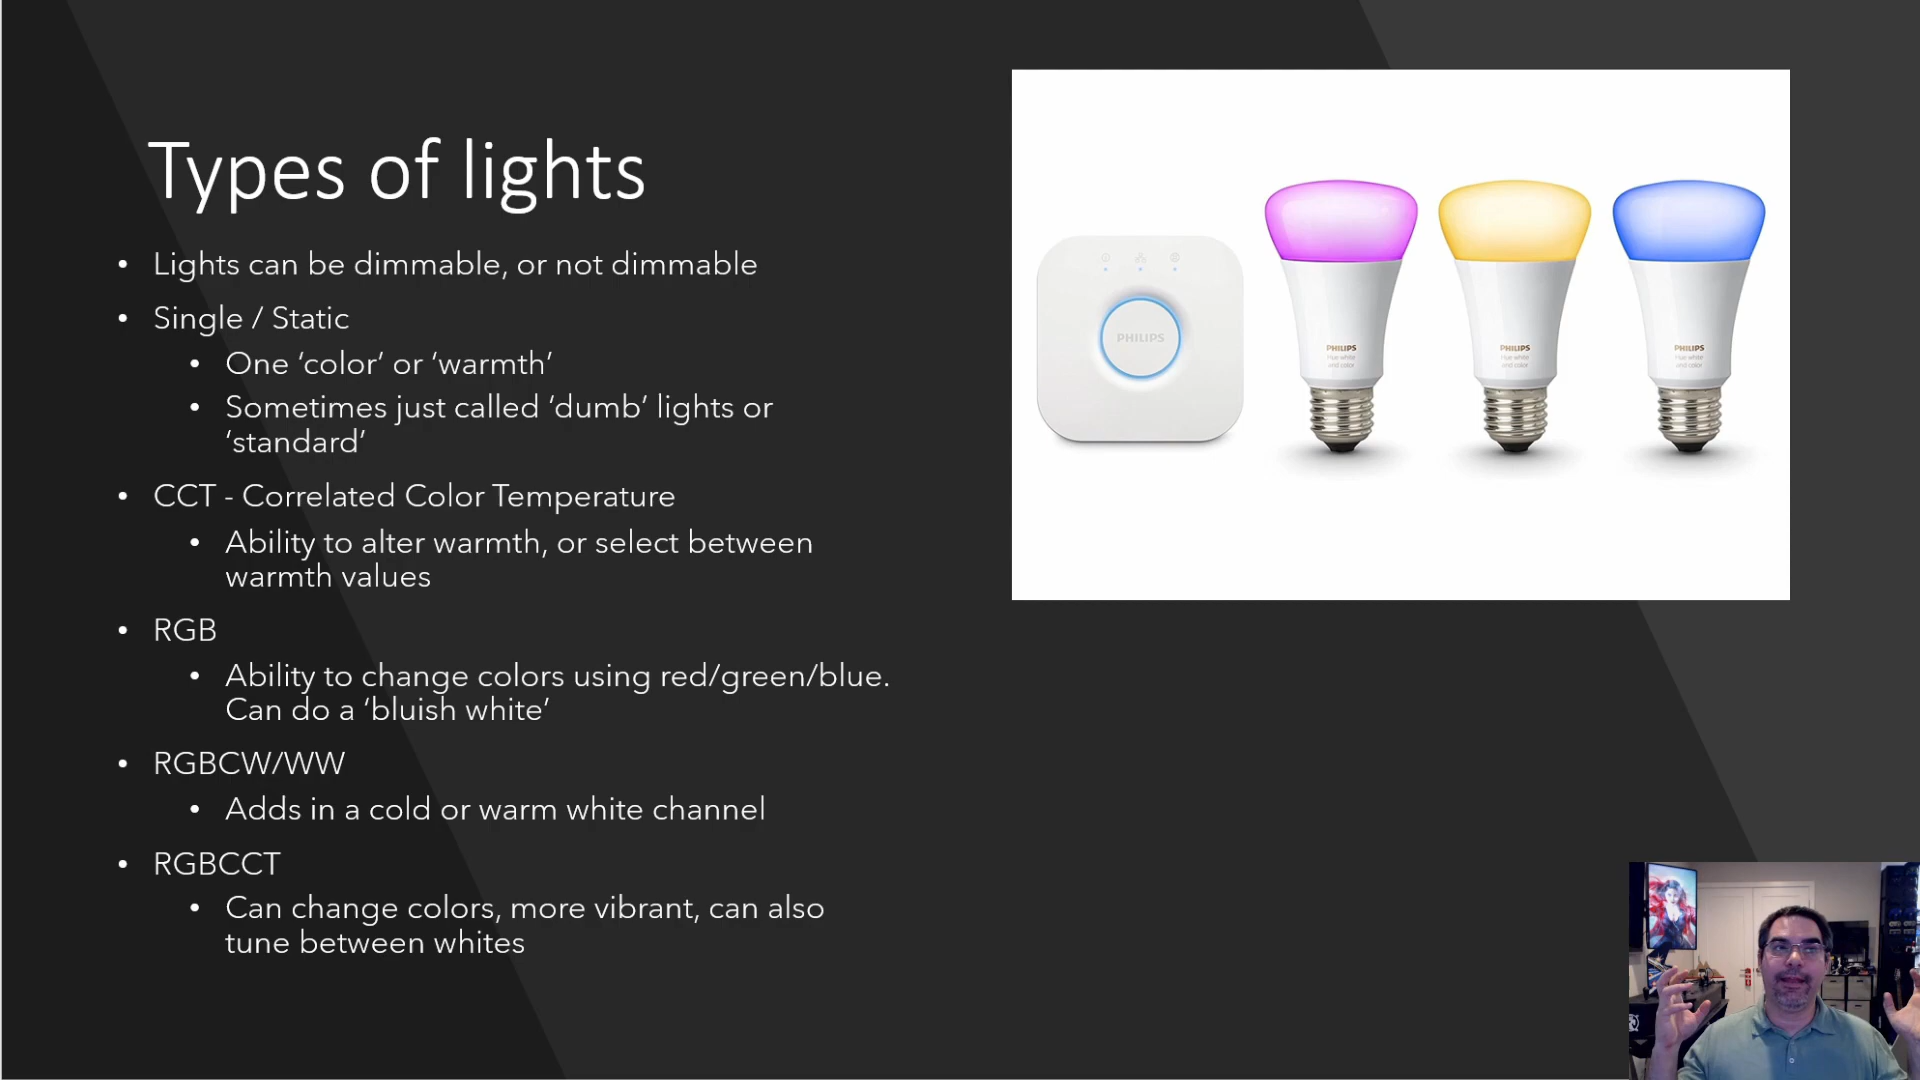 Types of lights
• Lights can be dimmable, or not dimmable
• Single / Static
• One ‘color’ or ‘warmth’
• Sometimes just called ‘dumb’ lights or
‘standard’
• CCT - Correlated Color Temperature
• Ability to alter warmth, or select between
warmth values
• RGB
• Ability to change colors using red/green/blue.
Can do a ‘bluish white’
• RGBCW/WW
• Adds in a cold or warm white channel
• RGBCCT
• Can change colors, more vibrant, can also
tune between whites
PHILIPS
PHILIPS
Hue white
and color
PHILIPS
Hue white
and color
PHILIPS
Hue white
and color